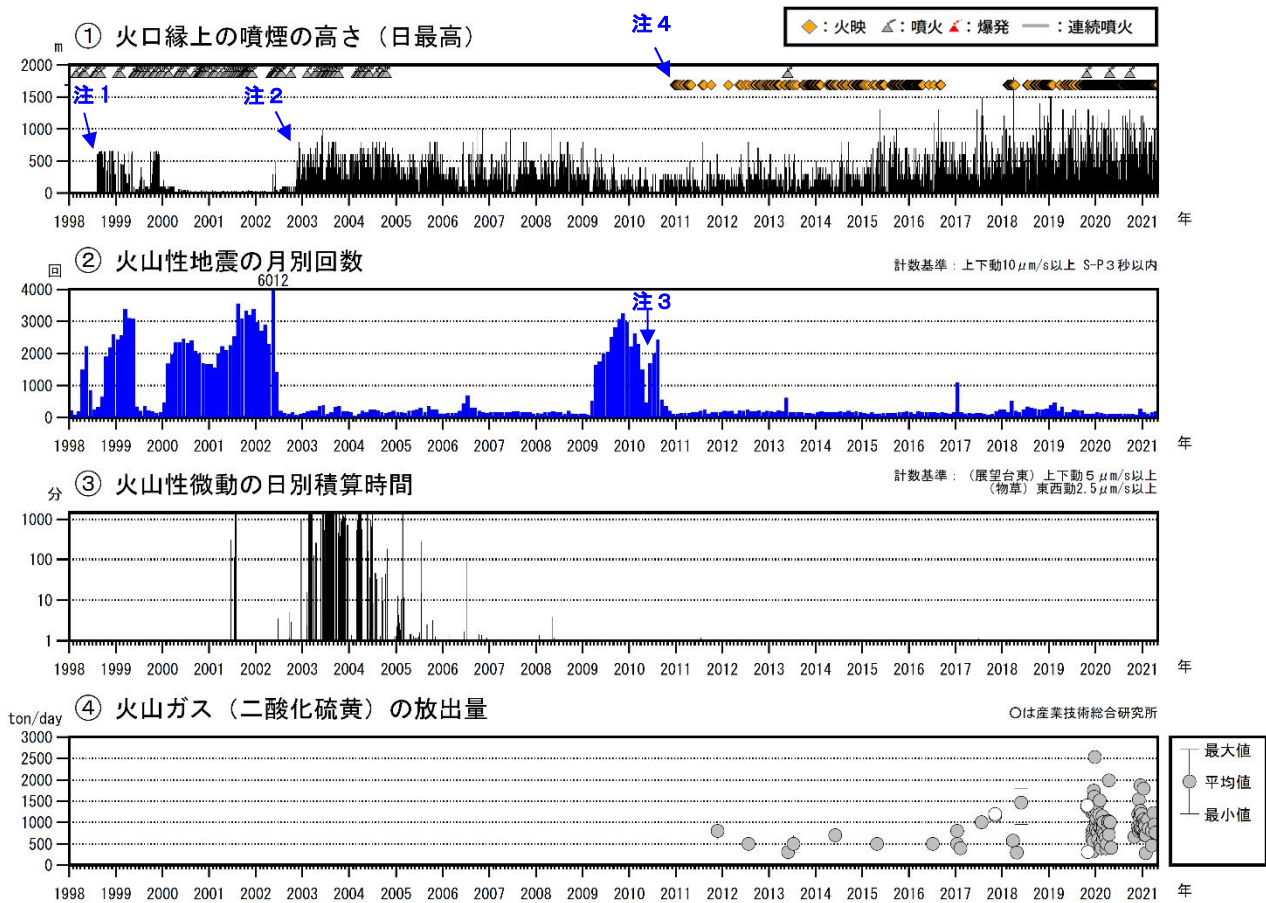 ① 火口縁上の噴煙の高さ（日最高）
：火映 ：噴火 ：爆発 ：連続噴火
m
2000
1500
1000
500
0
注１
注２
注４
1998 1999 2000 2001 2002 2003 2004 2005 2006 2007 2008 2009 2010 2011 2012 2013 2014 2015 2016 2017 2018 2019 2020 2021 年
② 火山性地震の月別回数
計数基準：上下動10μm/s以上 S-P３秒以内
回
6012
4000
3000
2000
1000
0
注３
1998 1999 2000 2001 2002 2003 2004 2005 2006 2007 2008 2009 2010 2011 2012 2013 2014 2015 2016 2017 2018 2019 2020 2021 年
③ 火山性微動の日別積算時間
計数基準：（展望台東）上下動５μm/s以上
（物草）東西動2.5μm/s以上
分
1000
100
10
1
1998 1999 2000 2001 2002 2003 2004 2005 2006 2007 2008 2009 2010 2011 2012 2013 2014 2015 2016 2017 2018 2019 2020 2021 年
④ 火山ガス（二酸化硫黄）の放出量
○は産業技術総合研究所
ton/day
3000
2500
2000
1500
1000
500
0
最大値
平均値
最小値
1998 1999 2000 2001 2002 2003 2004 2005 2006 2007 2008 2009 2010 2011 2012 2013 2014 2015 2016 2017 2018 2019 2020 2021 年